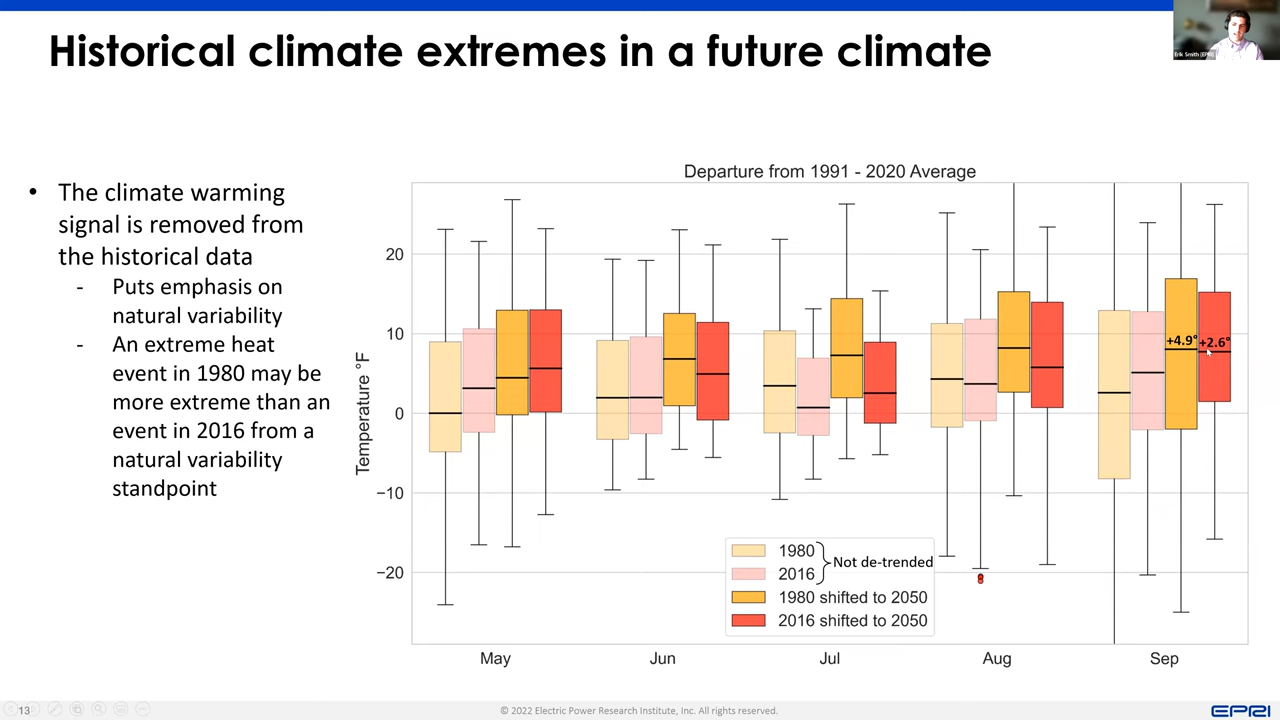 Historical climate extremes in a future climate
Erik Smith (EPRI)
• The climate warming
signal is removed from
the historical data
- Puts emphasis on
natural variability
- An extreme heat
event in 1980 may be
more extreme than an
event in 2016 from a
natural variability
standpoint
Departure from 1991 - 2020 Average
Temperature °F
20
10
0
−10
−20
+4.9° +2.6°
1980
2016
Not de-trended
1980 shifted to 2050
2016 shifted to 2050
May Jun Jul Aug Sep
13
© 2022 Electric Power Research Institute, Inc. All rights reserved.
EPRI